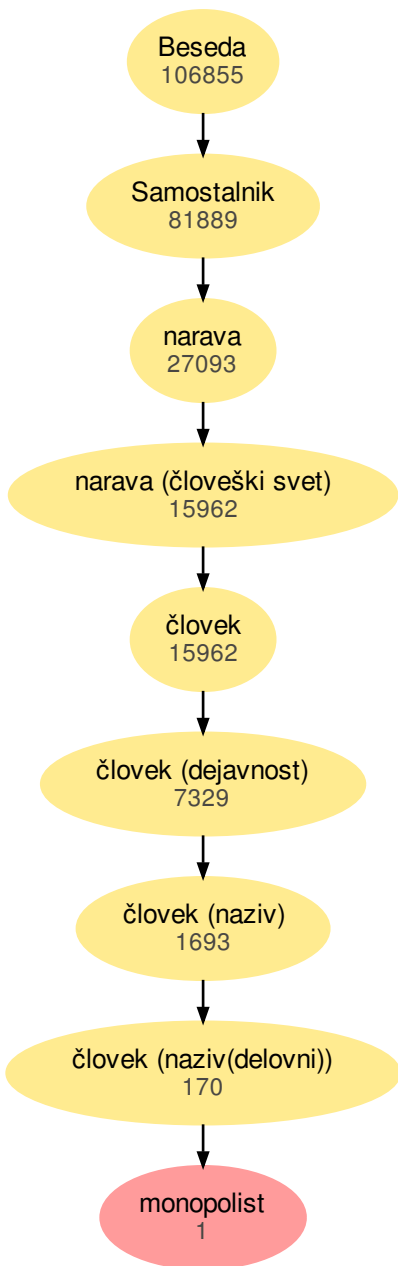 Beseda
106855
Samostalnik
81889
narava
27093
narava (človeški svet)
15962
človek
15962
človek (dejavnost)
7329
človek (naziv)
1693
človek (naziv(delovni))
170
monopolist
1